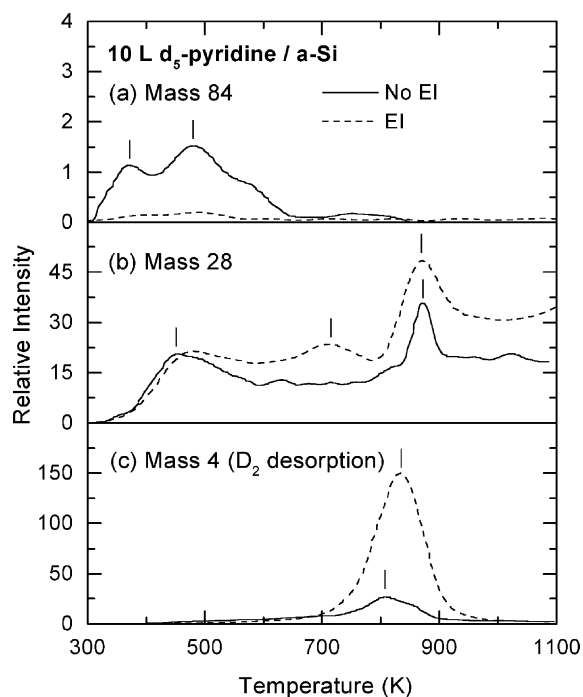 10 L d5-pyridine / a-Si
(a) Mass 84
No EI
EI
4
3
2
1
0
(b) Mass 28
45
30
15
0
(c) Mass 4 (D2 desorption)
150
100
50
0
300 500 700 900 1100
Temperature (K)
Relative Intensity